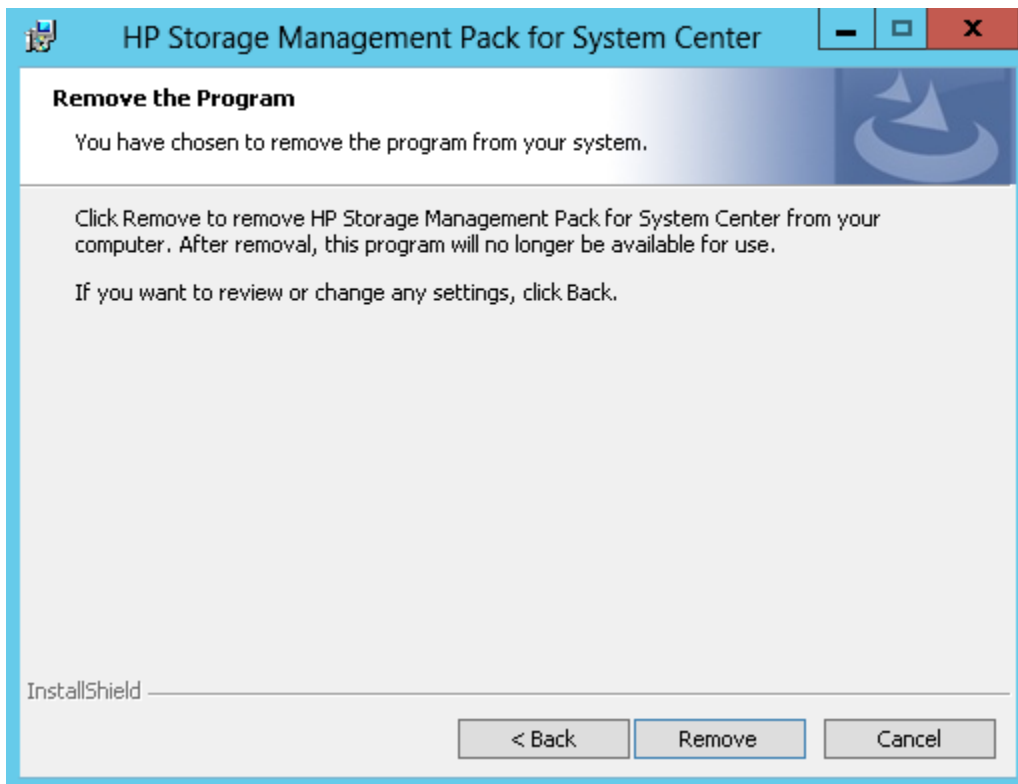 HP Storage Management Pack for System Center
Remove the Program
You have chosen to remove the program from your system.
Click Remove to remove HP Storage Management Pack for System Center from your
computer. After removal, this program will no longer be available for use.
If you want to review or change any settings, click Back.
InstallShield
< Back
Remove
Cancel